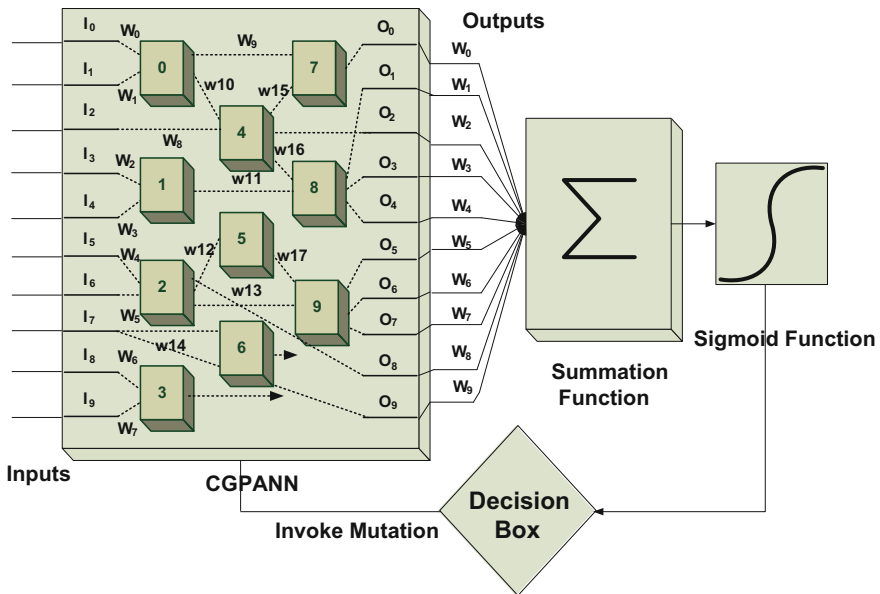 Outputs
I0
W0
I1
W1
I2
W8
I3
W2
I4
W3
I5
W4
I6
W5
I7
w14
I8
W6
I9
W7
0
1
2
3
4
5
6
7
8
9
W9
w10
w15
w16
w11
w12
w17
w13
O0
O1
O2
O3
O4
O5
O6
O7
O8
O9
W0
W1
W2
W3
W4
W5
W6
W7
W8
W9
Σ
Summation
Function
Sigmoid Function
Inputs
CGPANN
Invoke Mutation
Decision
Box